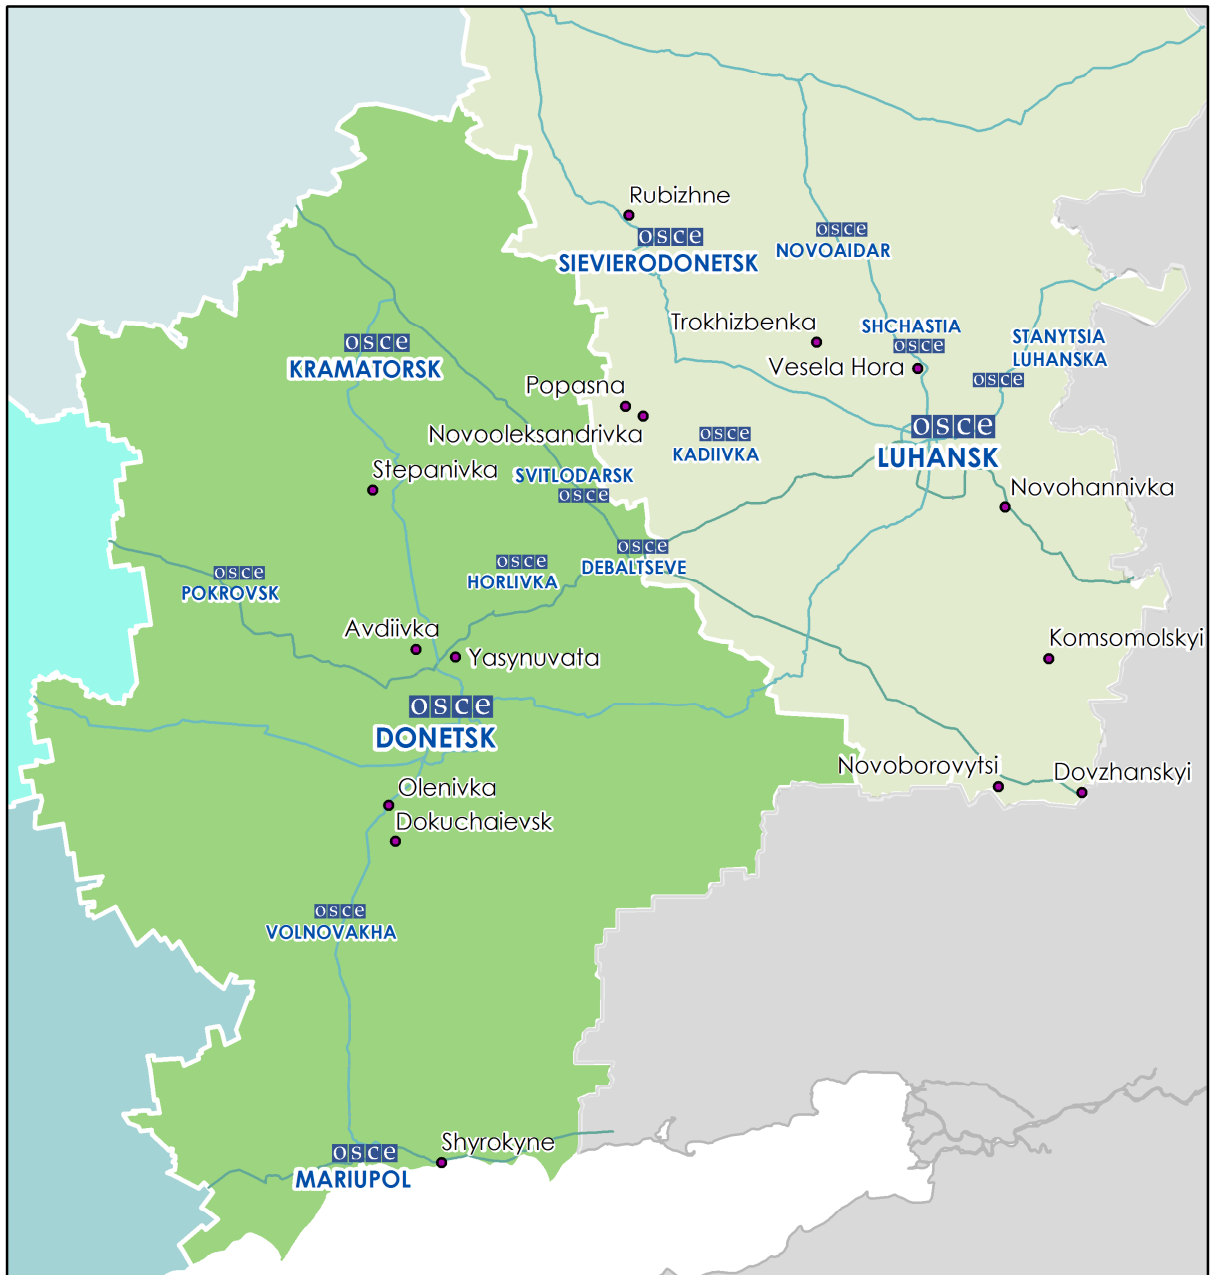 Rubizhne
osce
SIEVIERODONETSK
osce
NOVOAIDAR
Trokhizbenka
SHCHASTIA
osce
STANYTSIA
LUHANSKA
osce
osce
KRAMATORSK
Vesela Hora
Popasna
Novooleksandrivka
osce
KADIIVKA
osce
LUHANSK
Stepanivka
SVITLODARSK
osce
Novohannivka
osce
DEBALTSEVE
osce
HORLIVKA
osce
POKROVSK
Avdiivka
Yasynuvata
Komsomolskyi
osce
DONETSK
Novoborovytsi
Dovzhanskyi
Olenivka
Dokuchaievsk
osce
VOLNOVAKHA
Shyrokyne
osce
MARIUPOL